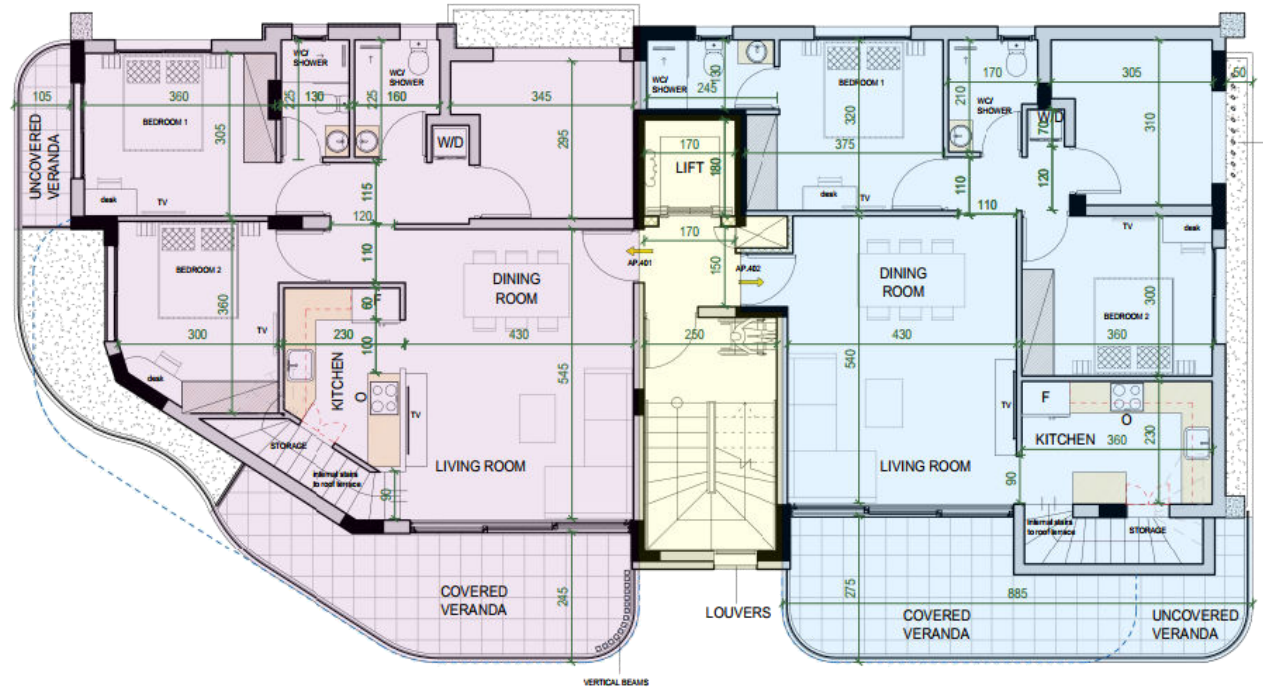 WC/
SHOWER
WC/
SHOWER
WC/
SHOWER
130
245
BEDROOM 1
WC/
SHOWER
170
210
305
50
105
360
225
130
225
160
345
BEDROOM 1
305
295
320
375
310
W/D
W/D
70
UNCOVERED
VERANDA
desk
TV
115
120
170
LIFT
180
desk
TV
110
120
110
170
BEDROOM 2
360
110
AP.401
150
AP.402
DINING
ROOM
DINING
ROOM
TV
desk
300
BEDROOM 2
60
F
300
TV
230
100
430
250
430
360
desk
KITCHEN
O
TV
545
540
TV
F
O
KITCHEN
360
230
STORAGE
Internal stairs
to roof terrace
90
LIVING ROOM
LIVING ROOM
90
Internal stairs
to roof terrace
STORAGE
COVERED
VERANDA
245
LOUVERS
275
885
COVERED
VERANDA
UNCOVERED
VERANDA
VERTICAL BEAMS